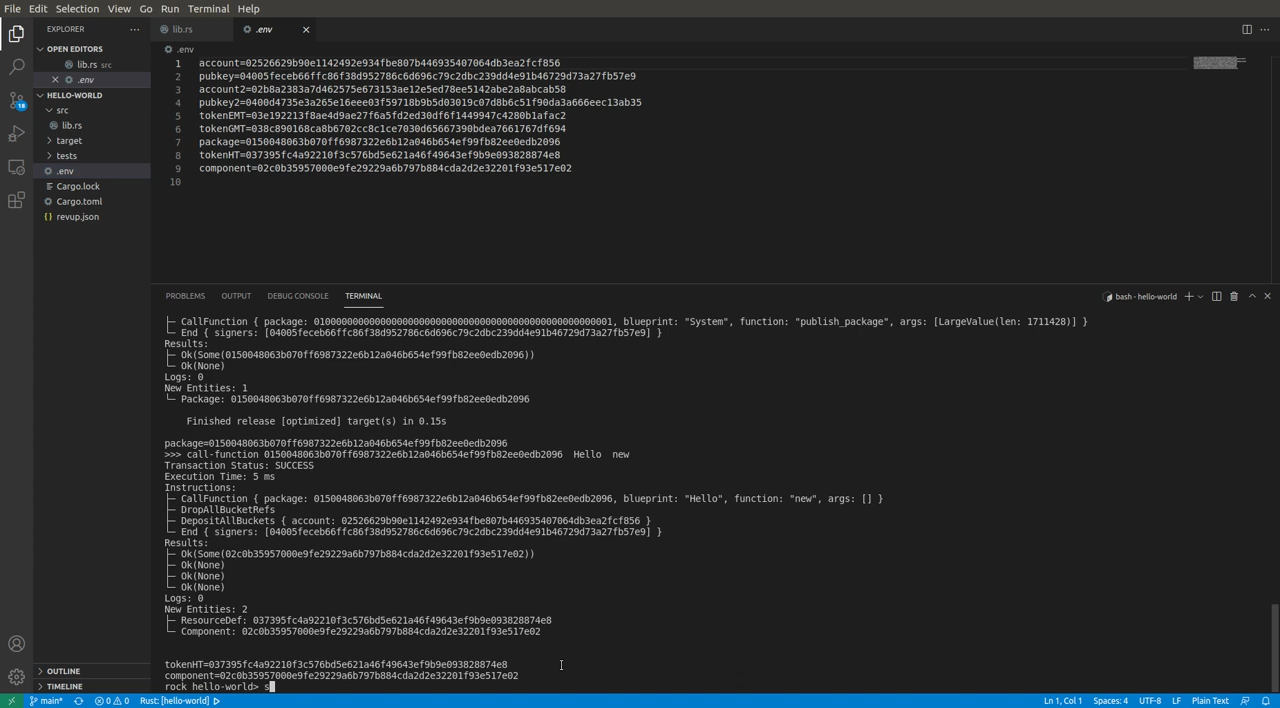 File Edit Selection View Go Run Terminal Help
EXPLORER
OPEN EDITORS
lib.rs src
.env
HELLO-WORLD
src
lib.rs
target
tests
.env
Cargo.lock
Cargo.toml
revup.json
OUTLINE
TIMELINE
18
lib.rs
.env
.env
1 account=02526629b90e1142492e934fbe807b446935407064db3ea2fcf856
2 pubkey=04005feceb66ffc86f38d952786c6d696c79c2dbc239dd4e91b46729d73a27fb57e9
3 account2=02b8a2383a7d462575e673153ae12e5ed78ee5142abe2a8abcab58
4 pubkey2=0400d4735e3a265e16eee03f59718b9b5d03019c07d8b6c51f90da3a666eec13ab35
5 tokenEMT=03e192213f8ae4d9ae27f6a5fd2ed30df6f1449947c4280b1afac2
6 tokenGMT=038c890168ca8b6702cc8c1ce7030d65667390bdea7661767df694
7 package=0150048063b070ff6987322e6b12a046b654ef99fb82ee0edb2096
8 tokenHT=037395fc4a92210f3c576bd5e621a46f49643ef9b9e093828874e8
9 component=02c0b35957000e9fe29229a6b797b884cda2d2e32201f93e517e02
10
PROBLEMS OUTPUT DEBUG CONSOLE TERMINAL
bash - hello-world
├─ CallFunction { package: 010000000000000000000000000000000000000000000000000001, blueprint: "System", function: "publish_package", args: [LargeValue(len: 1711428)] }
└─ End { signers: [04005feceb66ffc86f38d952786c6d696c79c2dbc239dd4e91b46729d73a27fb57e9] }
Results:
├─ Ok(Some(0150048063b070ff6987322e6b12a046b654ef99fb82ee0edb2096))
└─ Ok(None)
Logs: 0
New Entities: 1
└─ Package: 0150048063b070ff6987322e6b12a046b654ef99fb82ee0edb2096
Finished release [optimized] target(s) in 0.15s
package=0150048063b070ff6987322e6b12a046b654ef99fb82ee0edb2096
>>> call-function 0150048063b070ff6987322e6b12a046b654ef99fb82ee0edb2096 Hello new
Transaction Status: SUCCESS
Execution Time: 5 ms
Instructions:
├─ CallFunction { package: 0150048063b070ff6987322e6b12a046b654ef99fb82ee0edb2096, blueprint: "Hello", function: "new", args: [] }
├─ DropAllBucketRefs
├─ DepositAllBuckets { account: 02526629b90e1142492e934fbe807b446935407064db3ea2fcf856 }
└─ End { signers: [04005feceb66ffc86f38d952786c6d696c79c2dbc239dd4e91b46729d73a27fb57e9] }
Results:
├─ Ok(Some(02c0b35957000e9fe29229a6b797b884cda2d2e32201f93e517e02))
├─ Ok(None)
├─ Ok(None)
└─ Ok(None)
Logs: 0
New Entities: 2
├─ ResourceDef: 037395fc4a92210f3c576bd5e621a46f49643ef9b9e093828874e8
└─ Component: 02c0b35957000e9fe29229a6b797b884cda2d2e32201f93e517e02
tokenHT=037395fc4a92210f3c576bd5e621a46f49643ef9b9e093828874e8
component=02c0b35957000e9fe29229a6b797b884cda2d2e32201f93e517e02
rock hello-world> s
main* 0 0 Rust: [hello-world] Ln 1, Col 1 Spaces: 4 UTF-8 LF Plain Text